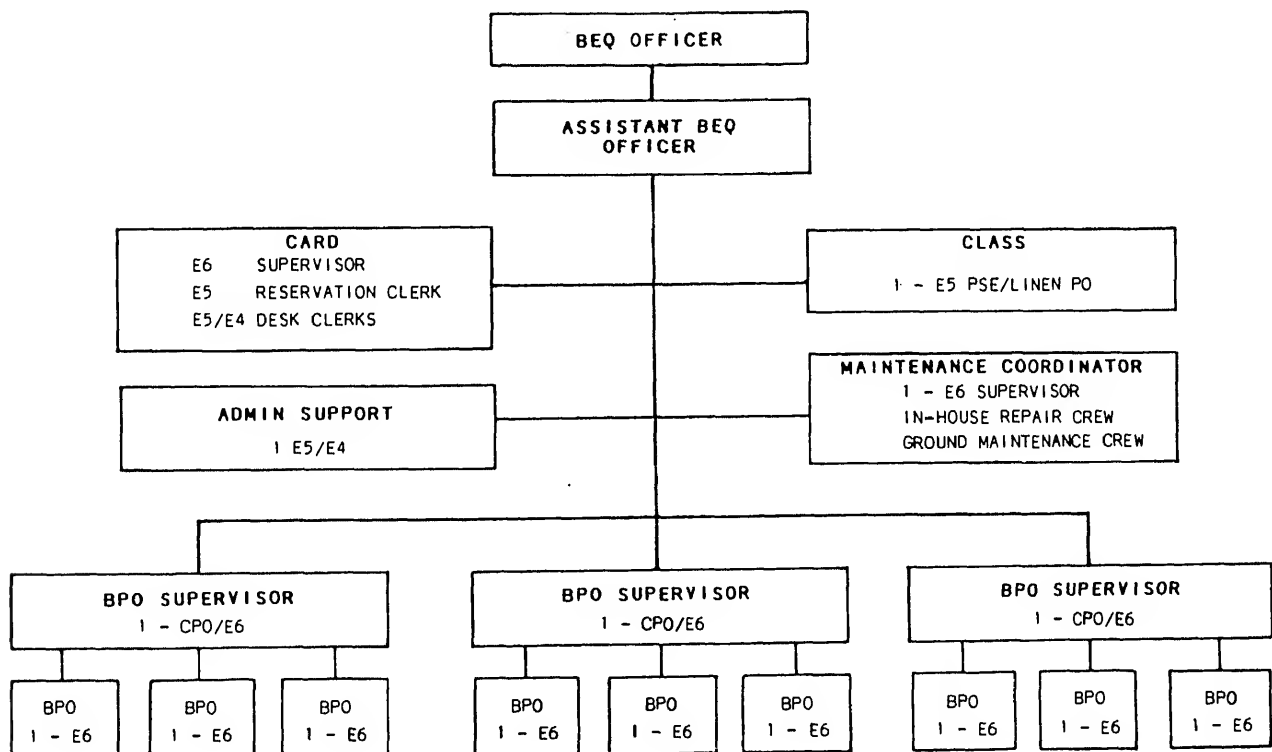 BEQ OFFICER
ASSISTANT BEQ
OFFICER
CARD
E6 SUPERVISOR
E5 RESERVATION CLERK
E5/E4 DESK CLERKS
CLASS
1 - E5 PSE/LINEN PO
ADMIN SUPPORT
1 E5/E4
MAINTENANCE COORDINATOR
1 - E6 SUPERVISOR
IN-HOUSE REPAIR CREW
GROUND MAINTENANCE CREW
BPO SUPERVISOR
1 - CPO/E6
BPO SUPERVISOR
1 - CPO/E6
BPO SUPERVISOR
1 - CPO/E6
BPO
1 - E6
BPO
1 - E6
BPO
1 - E6
BPO
1 - E6
BPO
1 - E6
BPO
1 - E6
BPO
1 - E6
BPO
1 - E6
BPO
1 - E6